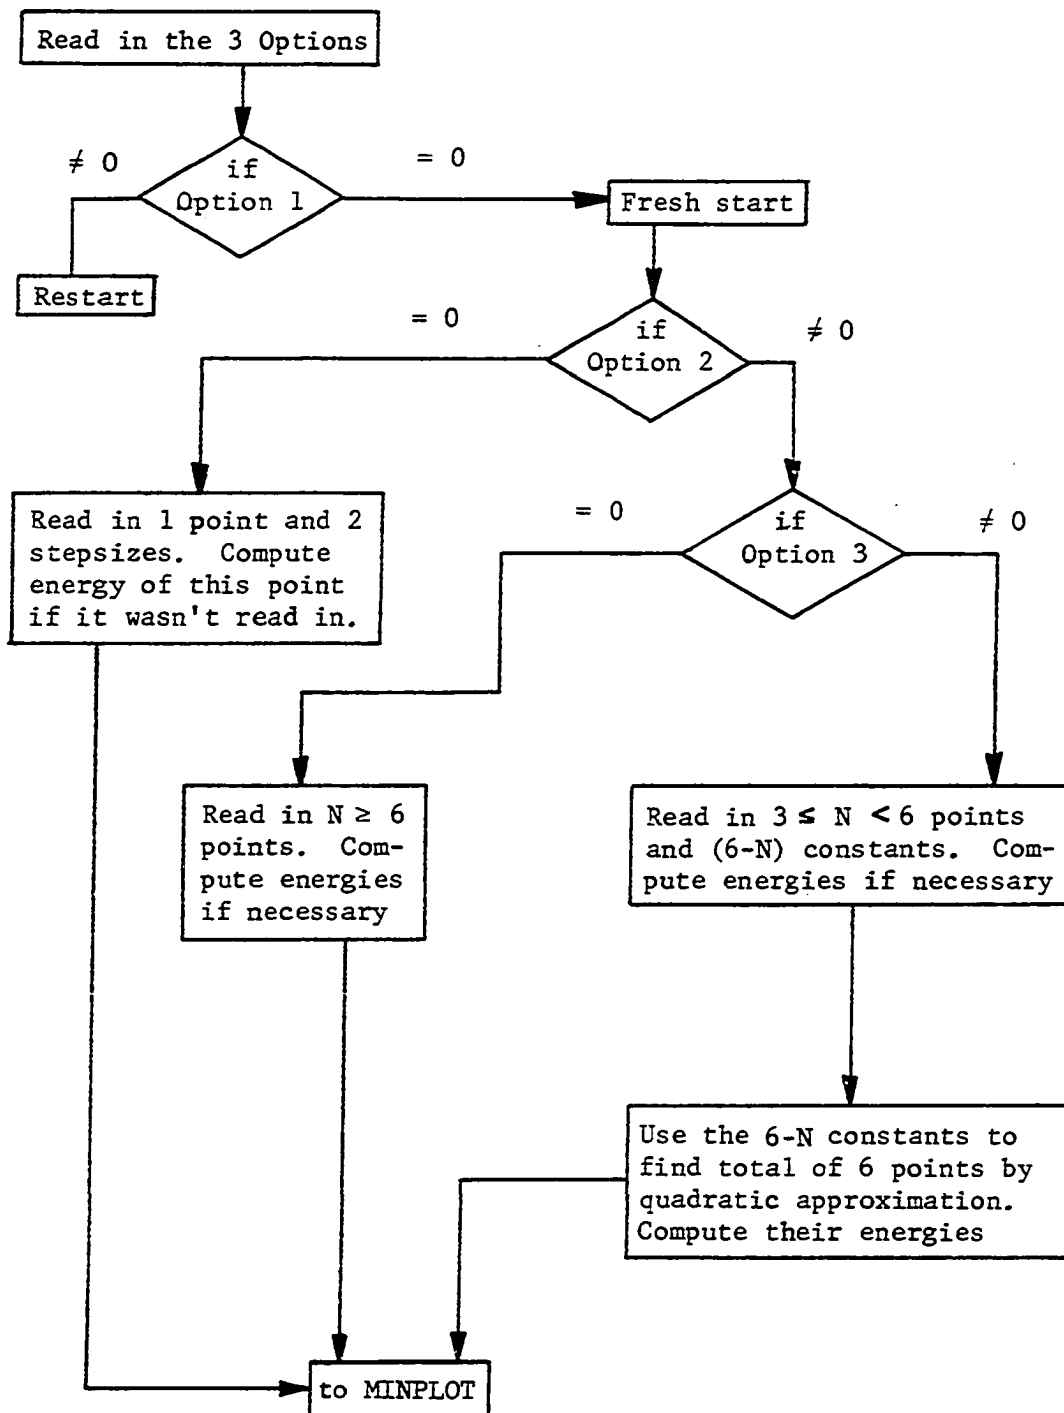 Read in the 3 Options
≠ 0
= 0
if
Option 1
Fresh start
Restart
= 0
≠ 0
if
Option 2
Read in 1 point and 2
stepsizes. Compute
energy of this point
if it wasn't read in.
= 0
≠ 0
if
Option 3
Read in N ≥ 6
points. Com-
pute energies
if necessary
Read in 3 ≤ N < 6 points
and (6-N) constants. Com-
pute energies if necessary
Use the 6-N constants to
find total of 6 points by
quadratic approximation.
Compute their energies
to MINPLOT